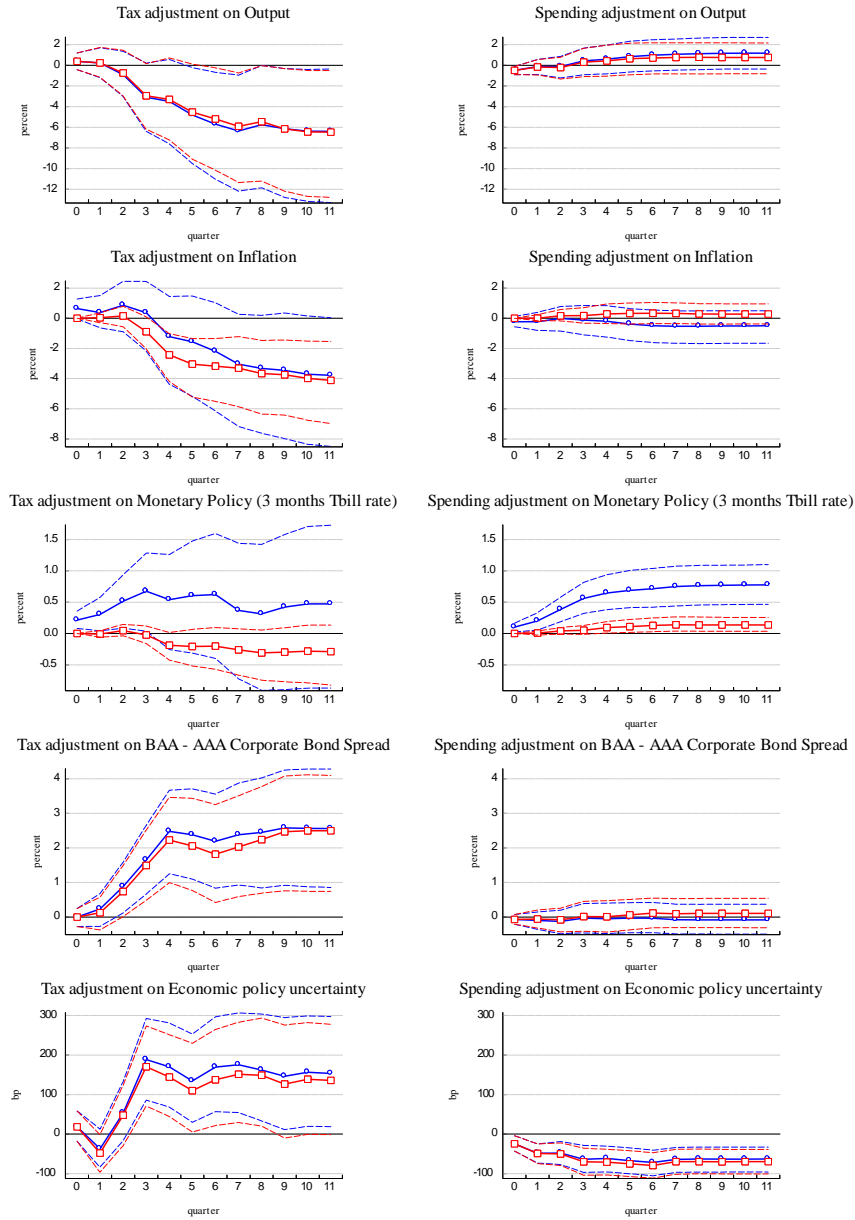 Tax adjustment on Output
2
0
-2
-4
-6
-8
-10
-12
percent
0 1 2 3 4 5 6 7 8 9 10 11
quarter
Spending adjustment on Output
2
0
-2
-4
-6
-8
-10
-12
percent
0 1 2 3 4 5 6 7 8 9 10 11
quarter
Tax adjustment on Inflation
2
0
-2
-4
-6
-8
percent
0 1 2 3 4 5 6 7 8 9 10 11
quarter
Spending adjustment on Inflation
2
0
-2
-4
-6
-8
percent
0 1 2 3 4 5 6 7 8 9 10 11
quarter
Tax adjustment on Monetary Policy (3 months Tbill rate)
1.5
1.0
0.5
0.0
-0.5
percent
0 1 2 3 4 5 6 7 8 9 10 11
quarter
Spending adjustment on Monetary Policy (3 months Tbill rate)
1.5
1.0
0.5
0.0
-0.5
percent
0 1 2 3 4 5 6 7 8 9 10 11
quarter
Tax adjustment on BAA - AAA Corporate Bond Spread
4
3
2
1
0
percent
0 1 2 3 4 5 6 7 8 9 10 11
quarter
Spending adjustment on BAA - AAA Corporate Bond Spread
4
3
2
1
0
percent
0 1 2 3 4 5 6 7 8 9 10 11
quarter
Tax adjustment on Economic policy uncertainty
300
200
100
0
-100
bp
0 1 2 3 4 5 6 7 8 9 10 11
quarter
Spending adjustment on Economic policy uncertainty
300
200
100
0
-100
bp
0 1 2 3 4 5 6 7 8 9 10 11
quarter